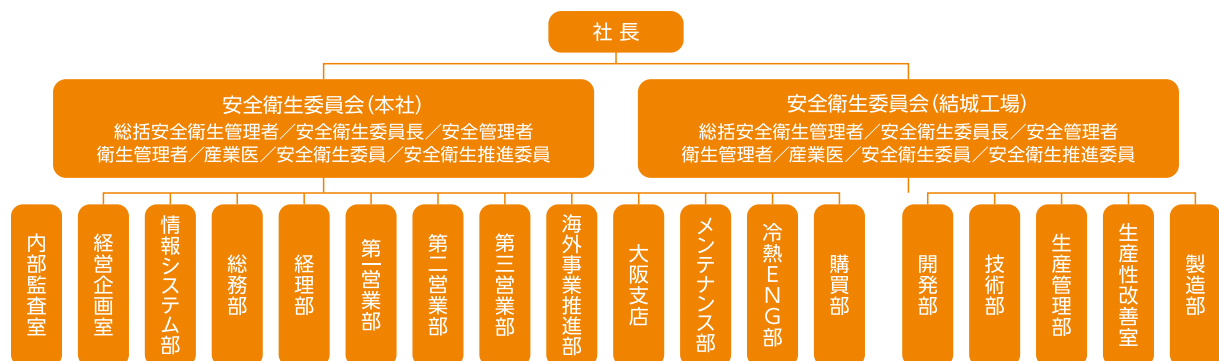 社 長
安全衛生委員会(本社)
総括安全衛生管理者／安全衛生委員長／安全管理者
衛生管理者／産業医／安全衛生委員／安全衛生推進委員
安全衛生委員会(結城工場)
総括安全衛生管理者／安全衛生委員長／安全管理者
衛生管理者／産業医／安全衛生委員／安全衛生推進委員
内部監査室
経営企画室
情報システム部
総務部
経理部
第一営業部
第二営業部
第三営業部
海外事業推進部
大阪支店
メンテナンス部
冷熱ENG部
購買部
開発部
技術部
生産管理部
生産性改善室
製造部